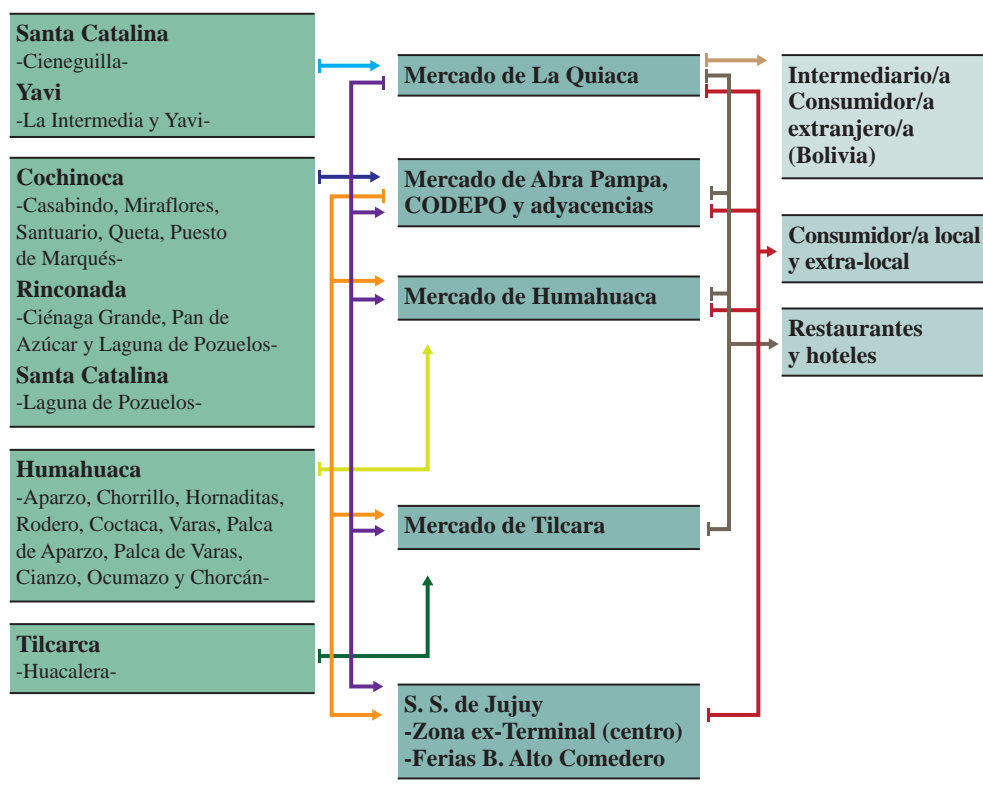 Santa Catalina
-Cieneguilla-
Yavi
-La Intermedia y Yavi-
Cochinoca
-Casabindo, Miraflores,
Santuario, Queta, Puesto
de Marqués-
Rinconada
-Ciénaga Grande, Pan de
Azúcar y Laguna de Pozuelos-
Santa Catalina
-Laguna de Pozuelos-
Humahuaca
-Aparzo, Chorrillo, Hornaditas,
Rodero, Coctaca, Varas, Palca
de Aparzo, Palca de Varas,
Cianzo, Ocumazo y Chorcán-
Tilcarca
-Huacalera-
Mercado de La Quiaca
Mercado de Abra Pampa,
CODEPO y adyacencias
Mercado de Humahuaca
Mercado de Tilcara
S. S. de Jujuy
-Zona ex-Terminal (centro)
-Ferias B. Alto Comedero
Intermediario/a
Consumidor/a
extranjero/a
(Bolivia)
Consumidor/a local
y extra-local
Restaurantes
y hoteles